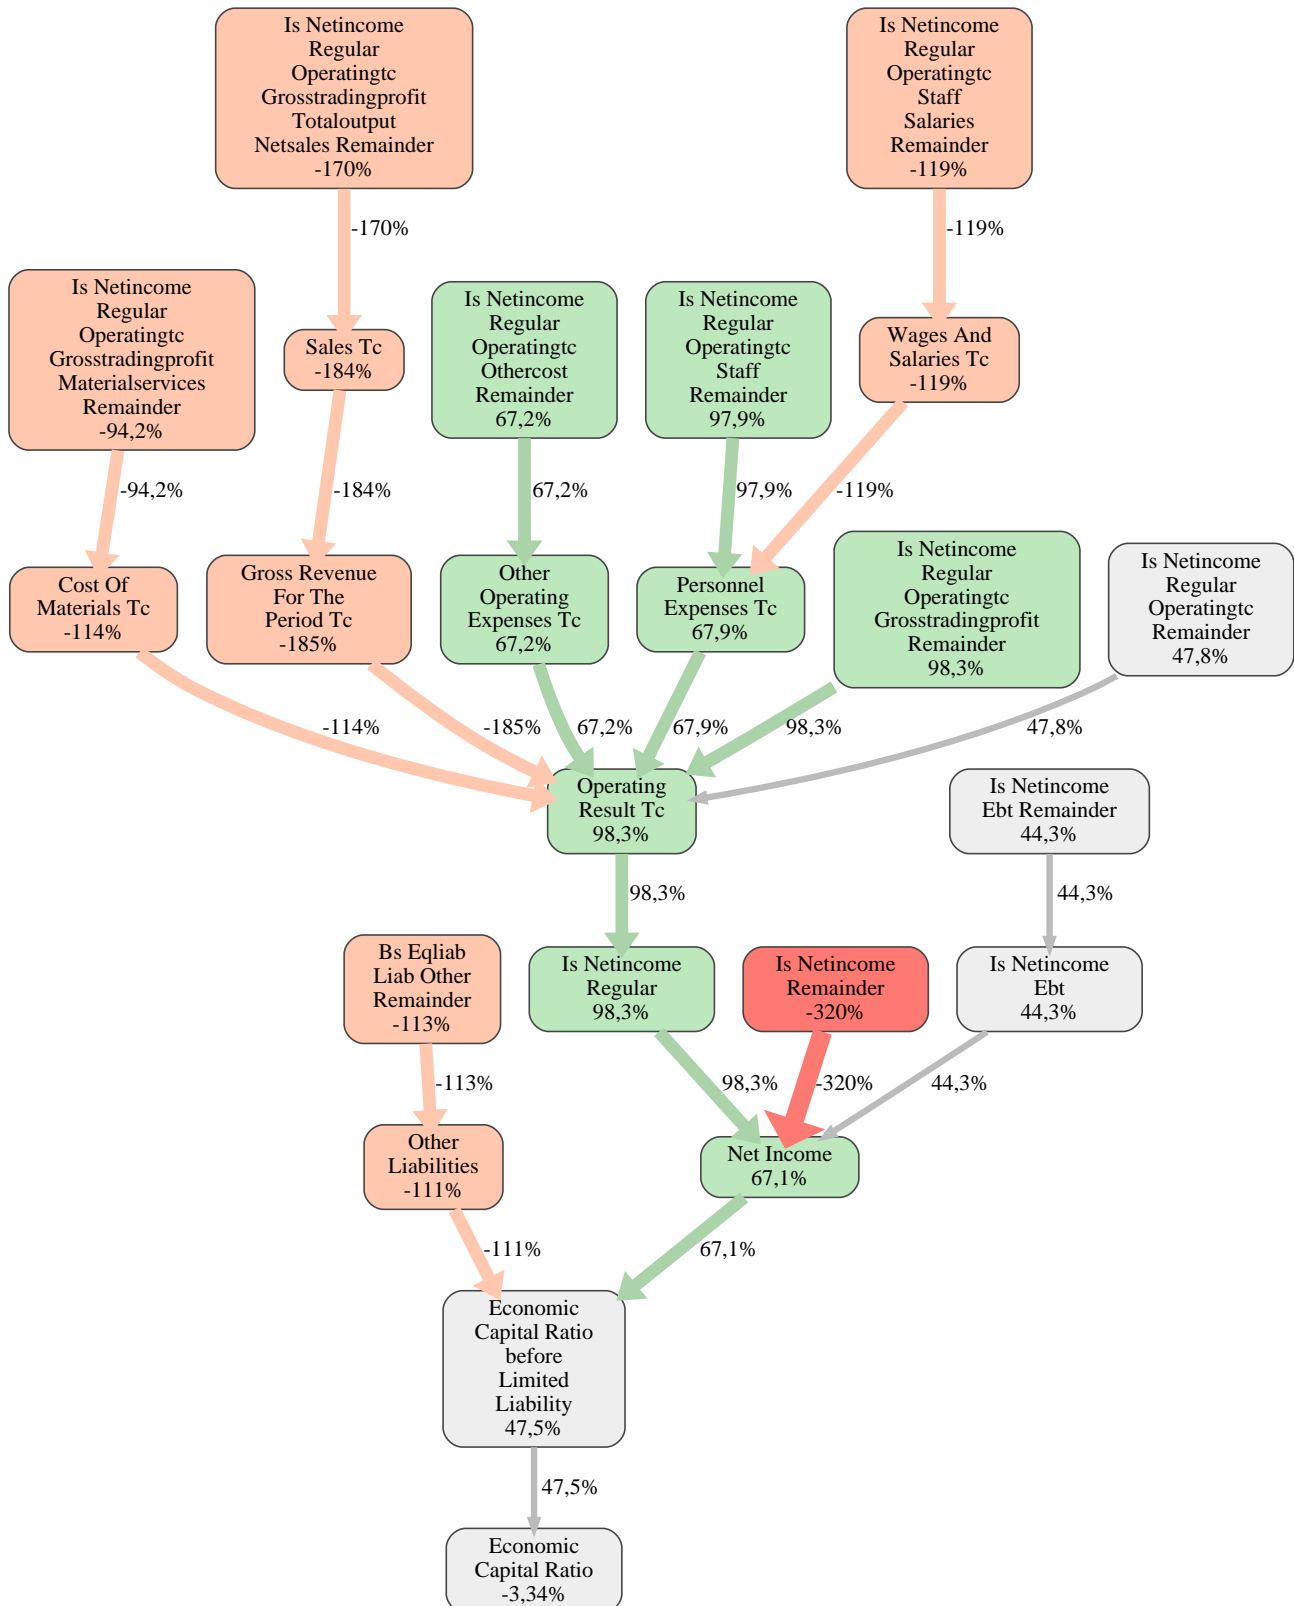 Is Netincome
Regular
Operatingtc
Grosstradingprofit
Totaloutput
Netsales Remainder
-170%
Is Netincome
Regular
Operatingtc
Staff
Salaries
Remainder
-119%
-170%
-119%
Is Netincome
Regular
Operatingtc
Grosstradingprofit
Materialservices
Remainder
-94,2%
Sales Tc
-184%
Is Netincome
Regular
Operatingtc
Othercost
Remainder
67,2%
Is Netincome
Regular
Operatingtc
Staff
Remainder
97,9%
Wages And
Salaries Tc
-119%
-94,2%
-184%
67,2%
97,9%
-119%
Cost Of
Materials Tc
-114%
Gross Revenue
For The
Period Tc
-185%
Other
Operating
Expenses Tc
67,2%
Personnel
Expenses Tc
67,9%
Is Netincome
Regular
Operatingtc
Grosstradingprofit
Remainder
98,3%
Is Netincome
Regular
Operatingtc
Remainder
47,8%
-114%
-185%
67,2%
67,9%
98,3%
47,8%
Operating
Result Tc
98,3%
Is Netincome
Ebt Remainder
44,3%
98,3%
44,3%
Bs Eqliab
Liab Other
Remainder
-113%
Is Netincome
Regular
98,3%
Is Netincome
Remainder
-320%
Is Netincome
Ebt
44,3%
-113%
98,3%
-320%
44,3%
Other
Liabilities
-111%
Net Income
67,1%
-111%
67,1%
Economic
Capital Ratio
before
Limited
Liability
47,5%
47,5%
Economic
Capital Ratio
-3,34%